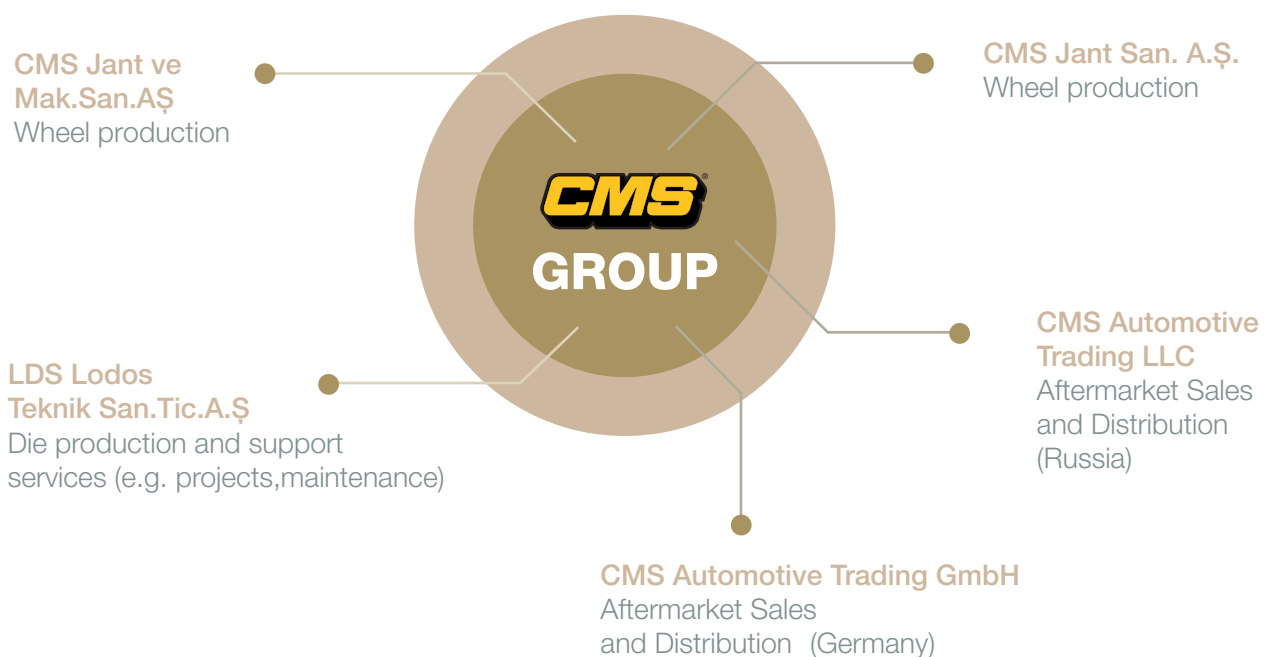 CMS Jant ve
Mak.San.AŞ
Wheel production
CMS Jant San. A.Ş.
Wheel production
CMS®
GROUP
CMS Automotive
Trading LLC
Aftermarket Sales
and Distribution
(Russia)
LDS Lodos
Teknik San.Tic.A.Ş
Die production and support
services (e.g. projects,maintenance)
CMS Automotive Trading GmbH
Aftermarket Sales
and Distribution (Germany)